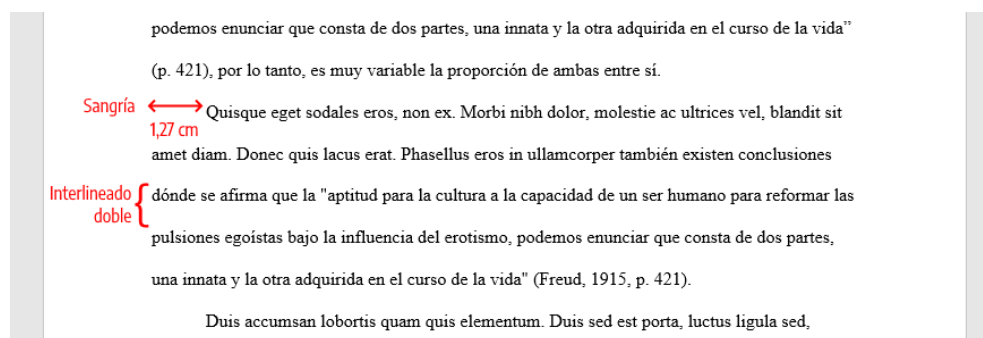 podemos enunciar que consta de dos partes, una innata y la otra adquirida en el curso de la vida”
(p. 421), por lo tanto, es muy variable la proporción de ambas entre sí.
Sangría
1,27 cm
Quisque eget sodales eros, non ex. Morbi nibh dolor, molestie ac ultrices vel, blandit sit
amet diam. Donec quis lacus erat. Phasellus eros in ullamcorper también existen conclusiones
Interlineado
doble
dónde se afirma que la "aptitud para la cultura a la capacidad de un ser humano para reformar las
pulsiones egoístas bajo la influencia del erotismo, podemos enunciar que consta de dos partes,
una innata y la otra adquirida en el curso de la vida" (Freud, 1915, p. 421).
Duis accumsan lobortis quam quis elementum. Duis sed est porta, luctus ligula sed,